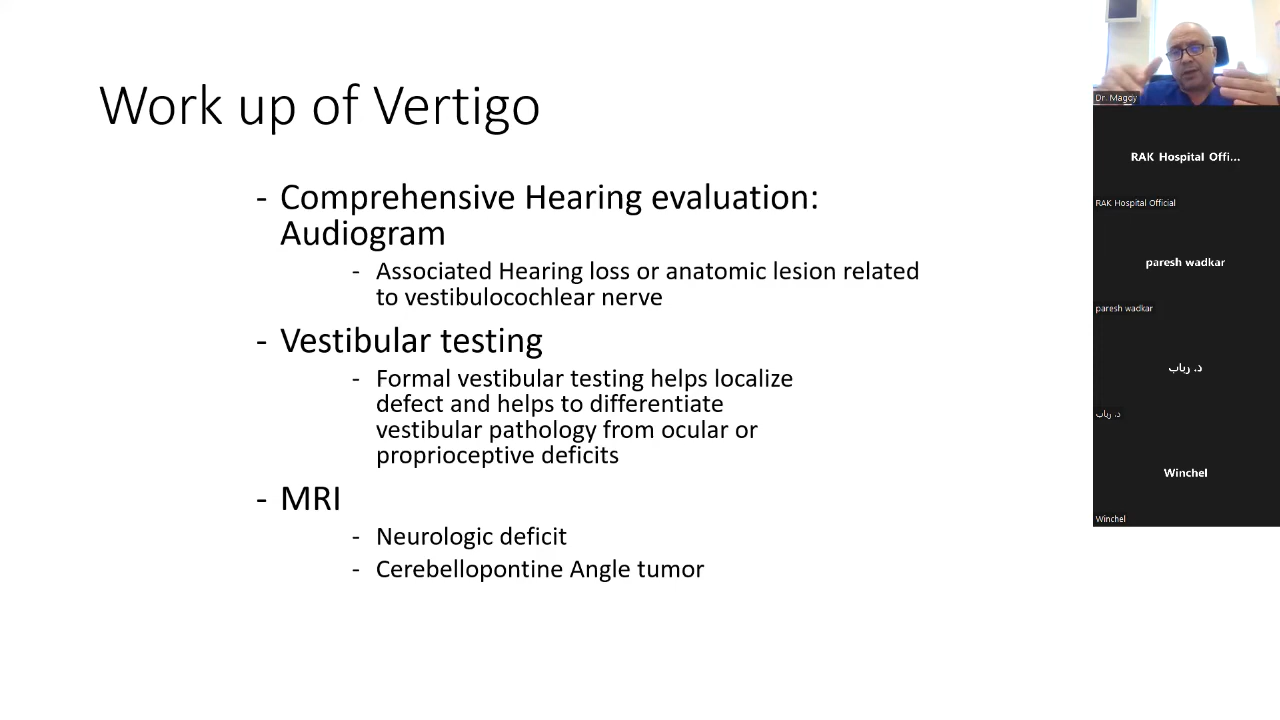 Work up of Vertigo
- Comprehensive Hearing evaluation:
Audiogram
- Associated Hearing loss or anatomic lesion related
to vestibulocochlear nerve
- Vestibular testing
- Formal vestibular testing helps localize
defect and helps to differentiate
vestibular pathology from ocular or
proprioceptive deficits
- MRI
- Neurologic deficit
- Cerebellopontine Angle tumor
Dr. Magdy
RAK Hospital Offi...
RAK Hospital Official
paresh wadkar
paresh wadkar
د. رباب
د. رباب
Winchel
Winchel